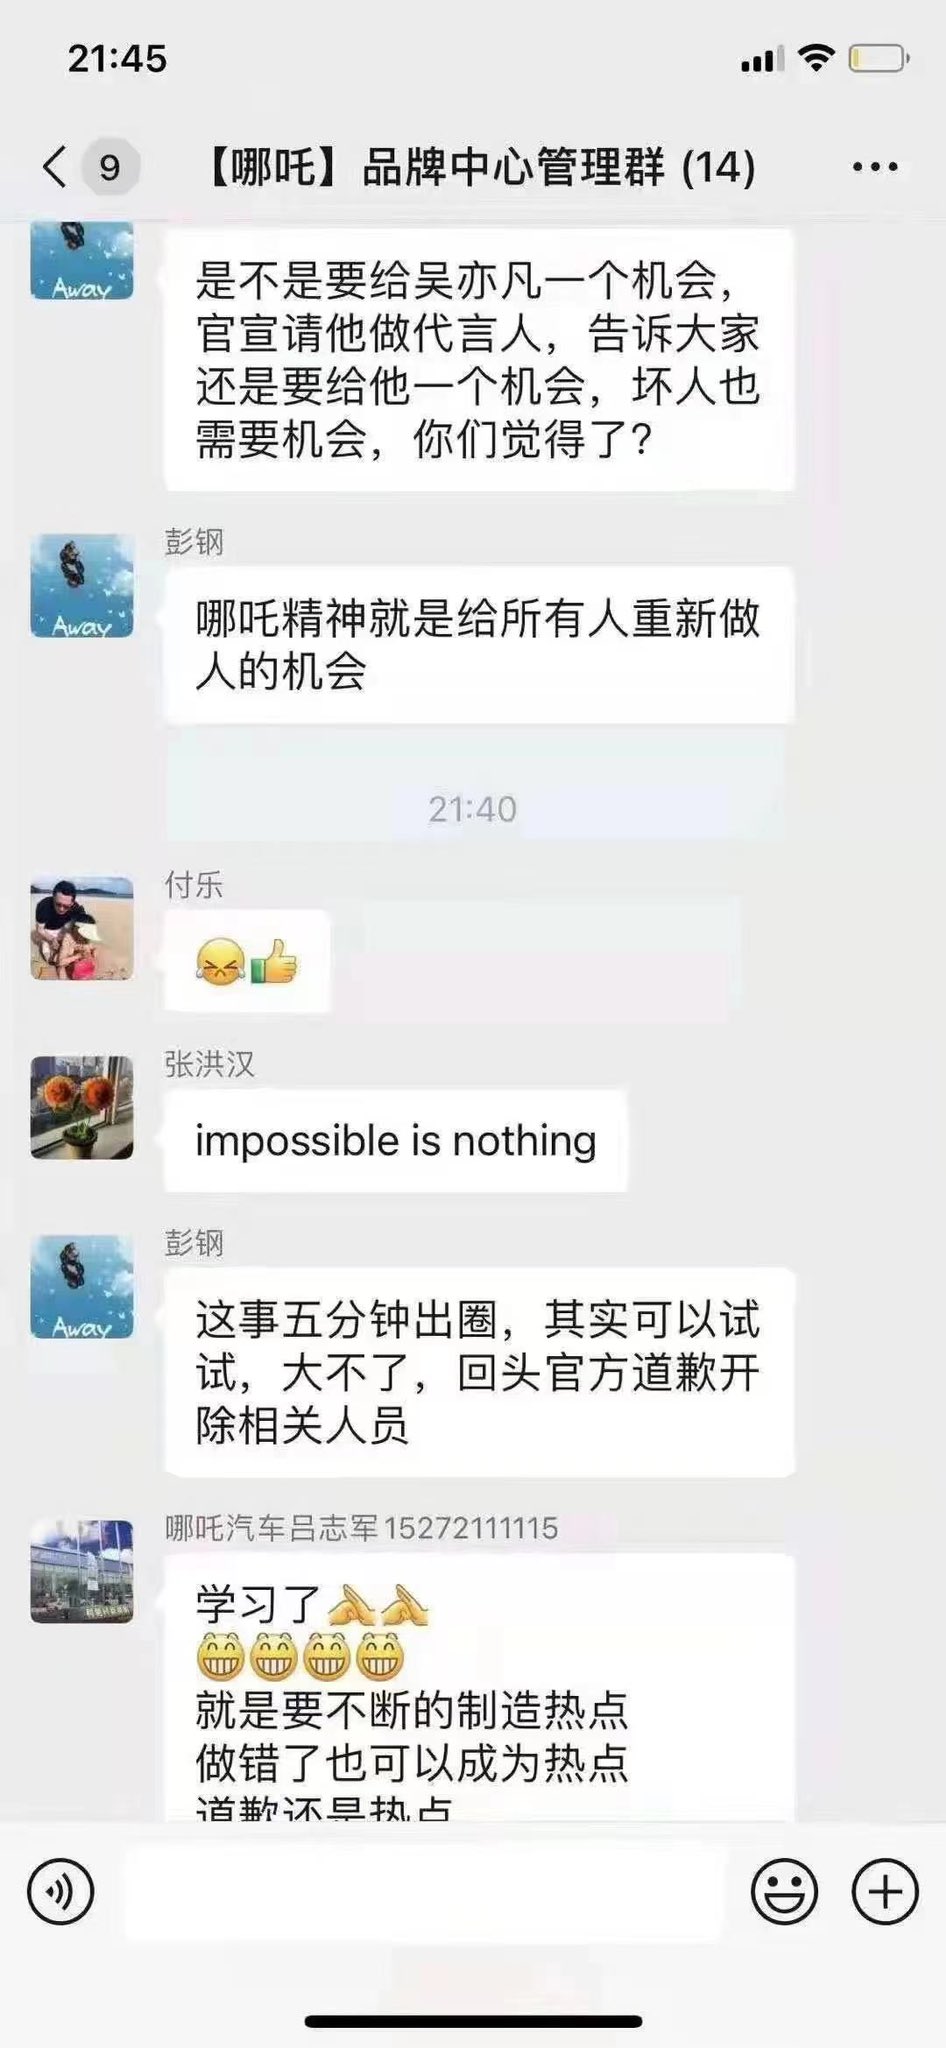 21:45
9
【哪吒】品牌中心管理群 (14)
Away
是不是要给吴亦凡一个机会，
官宣请他做代言人，告诉大家
还是要给他一个机会，坏人也
需要机会，你们觉得了？
彭钢
Away
哪吒精神就是给所有人重新做
人的机会
21:40
付乐
😆👍
张洪汉
impossible is nothing
彭钢
Away
这事五分钟出圈，其实可以试
试，大不了，回头官方道歉开
除相关人员
哪吒汽车吕志军15272111115
学习了
😁😁😁😁
就是要不断的制造热点
做错了也可以成为热点
道歉还是热点